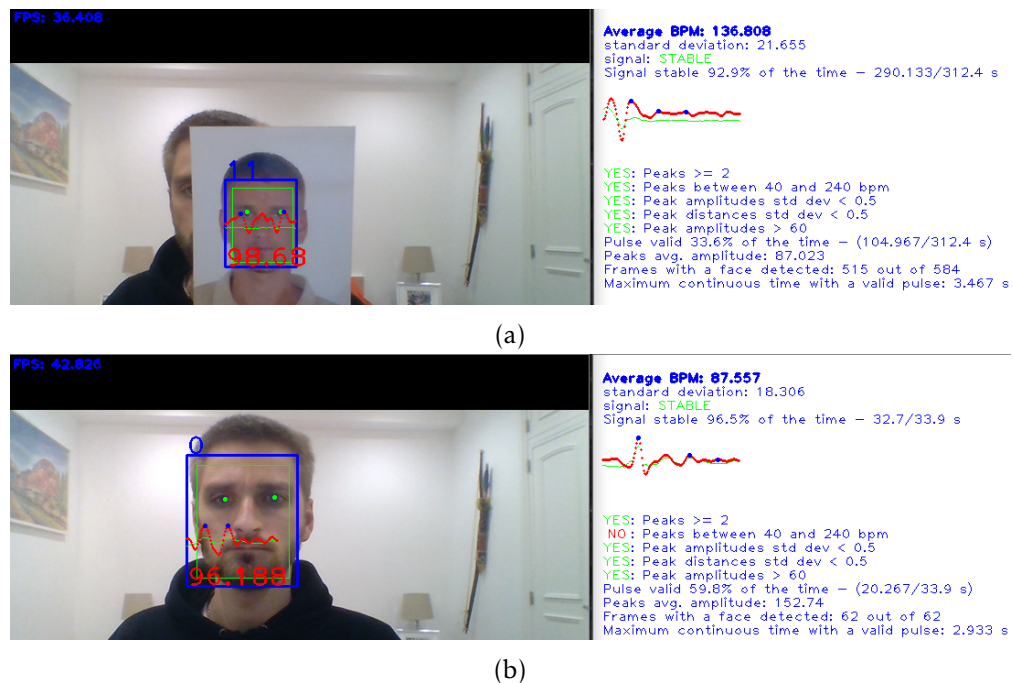 FPS: 36.408
Average BPM: 136.808
standard deviation: 21.655
signal: STABLE
Signal stable 92.9% of the time - 290.133/312.4 s
11
98.68
YES: Peaks >= 2
YES: Peaks between 40 and 240 bpm
YES: Peak amplitudes std dev < 0.5
YES: Peak distances std dev < 0.5
YES: Peak amplitudes > 60
Pulse valid 33.6% of the time - (104.967/312.4 s)
Peaks avg. amplitude: 87.023
Frames with a face detected: 515 out of 584
Maximum continuous time with a valid pulse: 3.467 s
(a)
FPS: 42.826
Average BPM: 87.557
standard deviation: 18.306
signal: STABLE
Signal stable 96.5% of the time - 32.7/33.9 s
0
96.188
YES: Peaks >= 2
NO: Peaks between 40 and 240 bpm
YES: Peak amplitudes std dev < 0.5
YES: Peak distances std dev < 0.5
YES: Peak amplitudes > 60
Pulse valid 59.8% of the time - (20.267/33.9 s)
Peaks avg. amplitude: 152.74
Frames with a face detected: 62 out of 62
Maximum continuous time with a valid pulse: 2.933 s
(b)